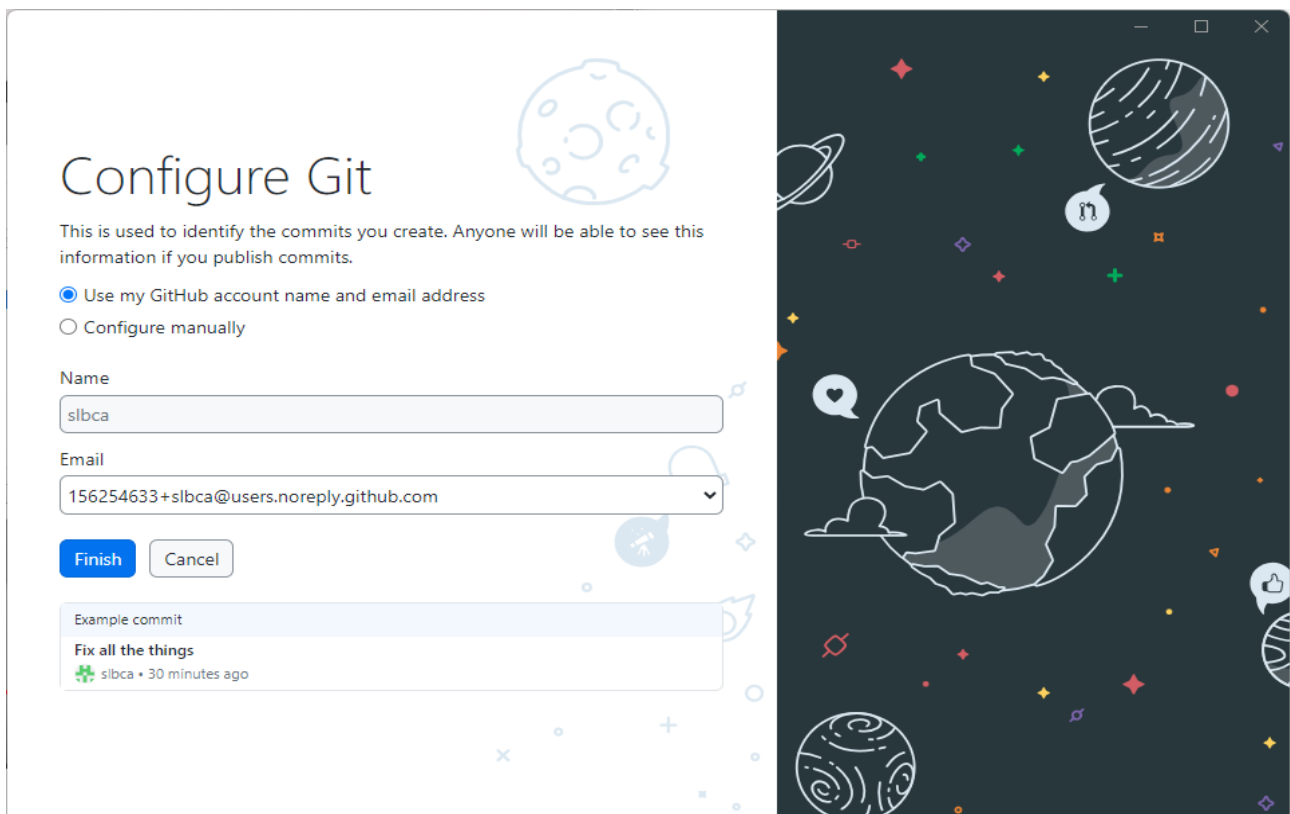 Configure Git
This is used to identify the commits you create. Anyone will be able to see this
information if you publish commits.
Use my GitHub account name and email address
Configure manually
Name
slbca
Email
156254633+slbca@users.noreply.github.com
Finish
Cancel
Example commit
Fix all the things
slbca • 30 minutes ago